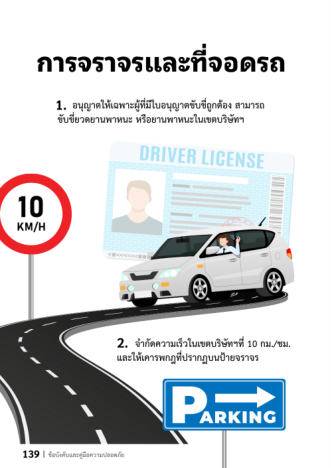 การจราจรและที่จอดรถ
1. อนุญาตให้เฉพาะผู้ที่มีใบอนุญาตขับขี่ถูกต้อง สามารถ
ขับขี่ยวดยานพาหนะ หรือยานพาหนะในเขตบริษัทฯ
DRIVER LICENSE
10
KM/H
2. จำกัดความเร็วในเขตบริษัทฯที่ 10 กม./ชม.
และให้เคารพกฎที่ปรากฏบนป้ายจราจร
PARKING
139 | ข้อบังคับและคู่มือความปลอดภัย